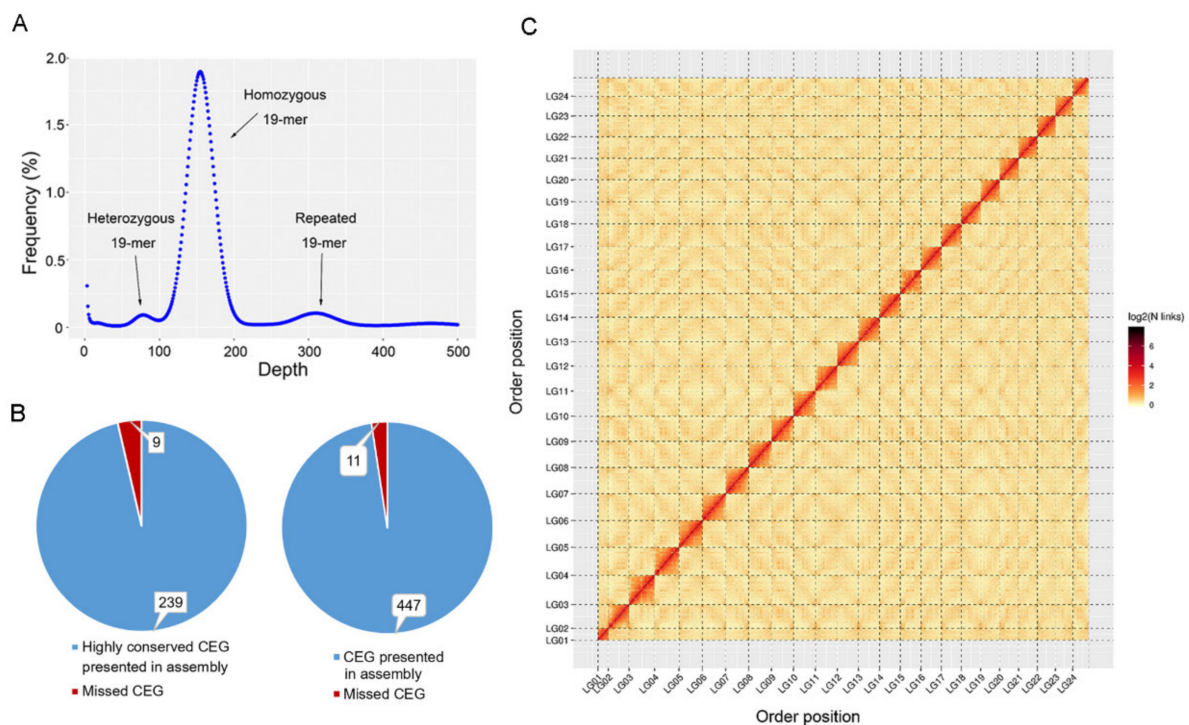 A
2.0
1.5
1.0
0.5
0
Frequency (%)
Homozygous
19-mer
Heterozygous
19-mer
Repeated
19-mer
0
100
200
300
400
500
Depth
B
9
239
Highly conserved CEG
presented in assembly
Missed CEG
11
447
CEG presented
in assembly
Missed CEG
C
LG24
LG23
LG22
LG21
LG20
LG19
LG18
LG17
LG16
LG15
LG14
LG13
LG12
LG11
LG10
LG09
LG08
LG07
LG06
LG05
LG04
LG03
LG02
LG01
Order position
LG01
LG02
LG03
LG04
LG05
LG06
LG07
LG08
LG09
LG10
LG11
LG12
LG13
LG14
LG15
LG16
LG17
LG18
LG19
LG20
LG21
LG22
LG23
LG24
Order position
log2(N links)
6
4
2
0